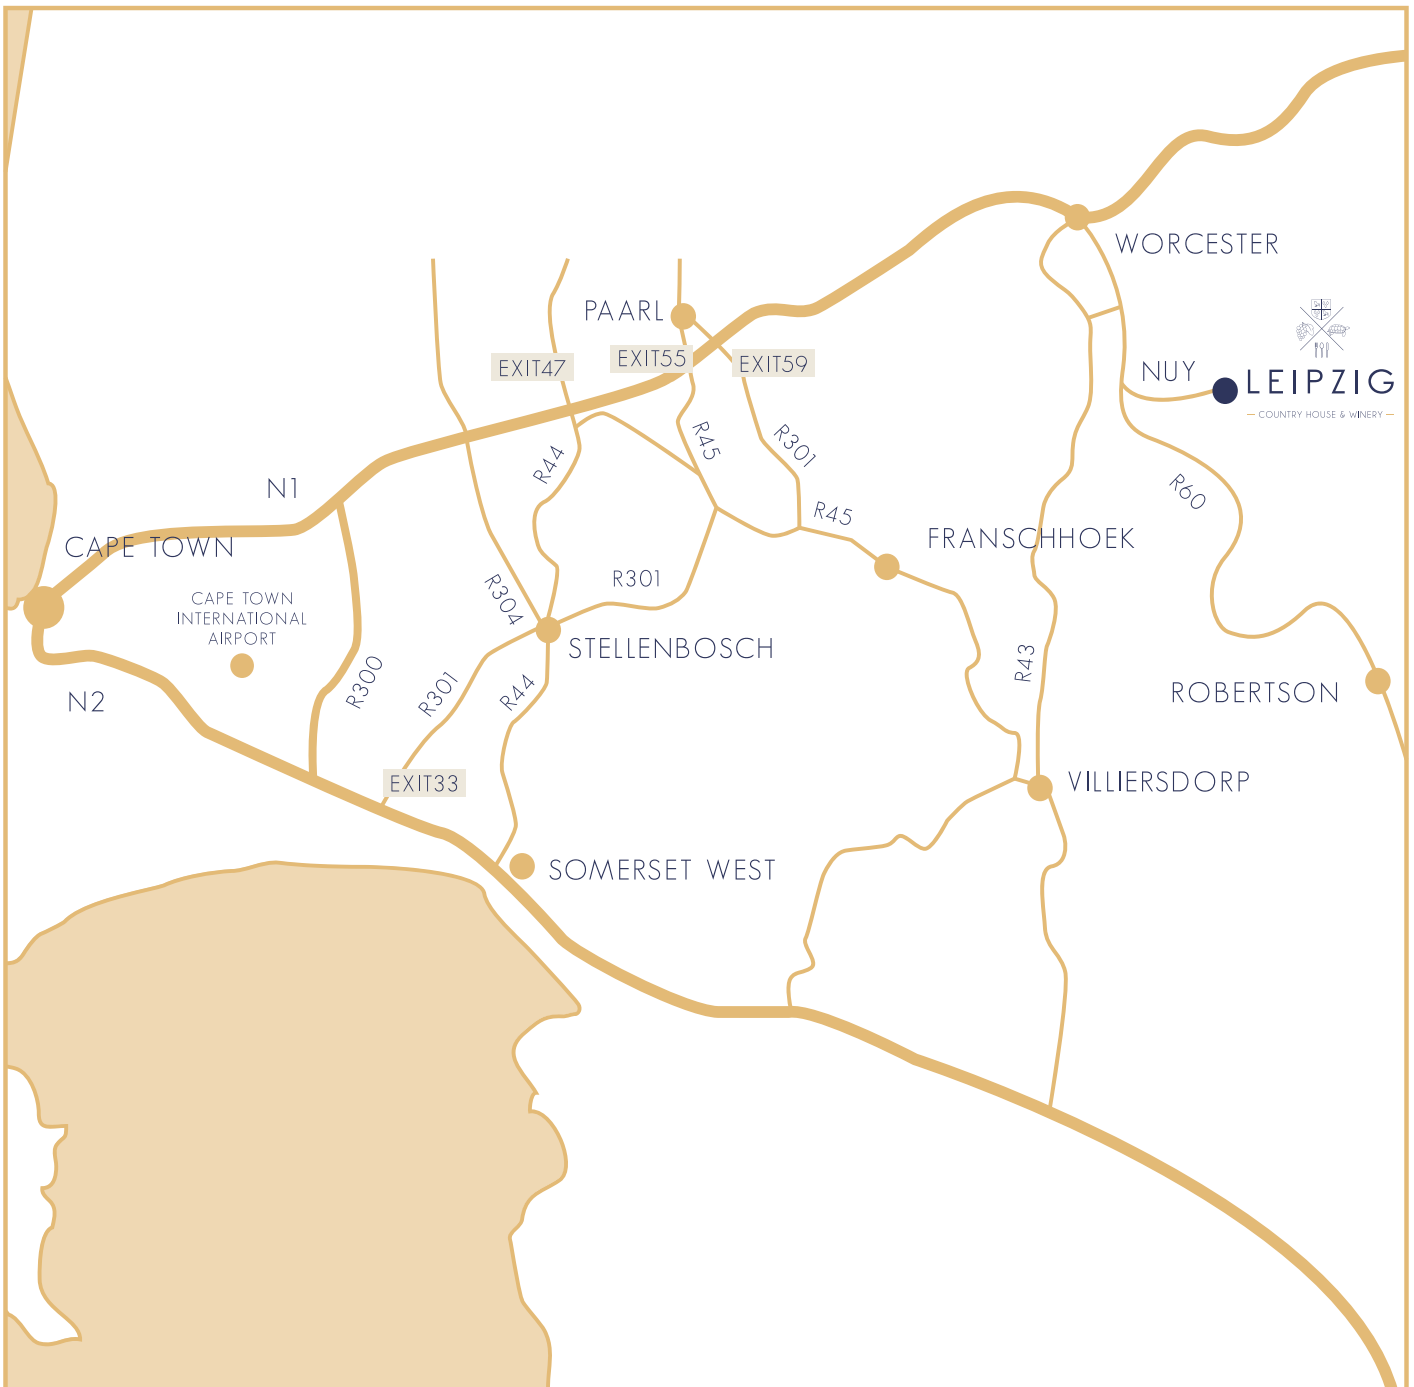 WORCESTER
PAARL
EXIT47
EXIT55
EXIT59
NUY
LEIPZIG
COUNTRY HOUSE & WINERY
R44
R45
R301
R60
N1
R45
CAPE TOWN
FRANSCHHOEK
R304
R301
CAPE TOWN
INTERNATIONAL
AIRPORT
STELLENBOSCH
R43
R300
R301
R44
N2
ROBERTSON
EXIT33
VILLIERSDORP
SOMERSET WEST